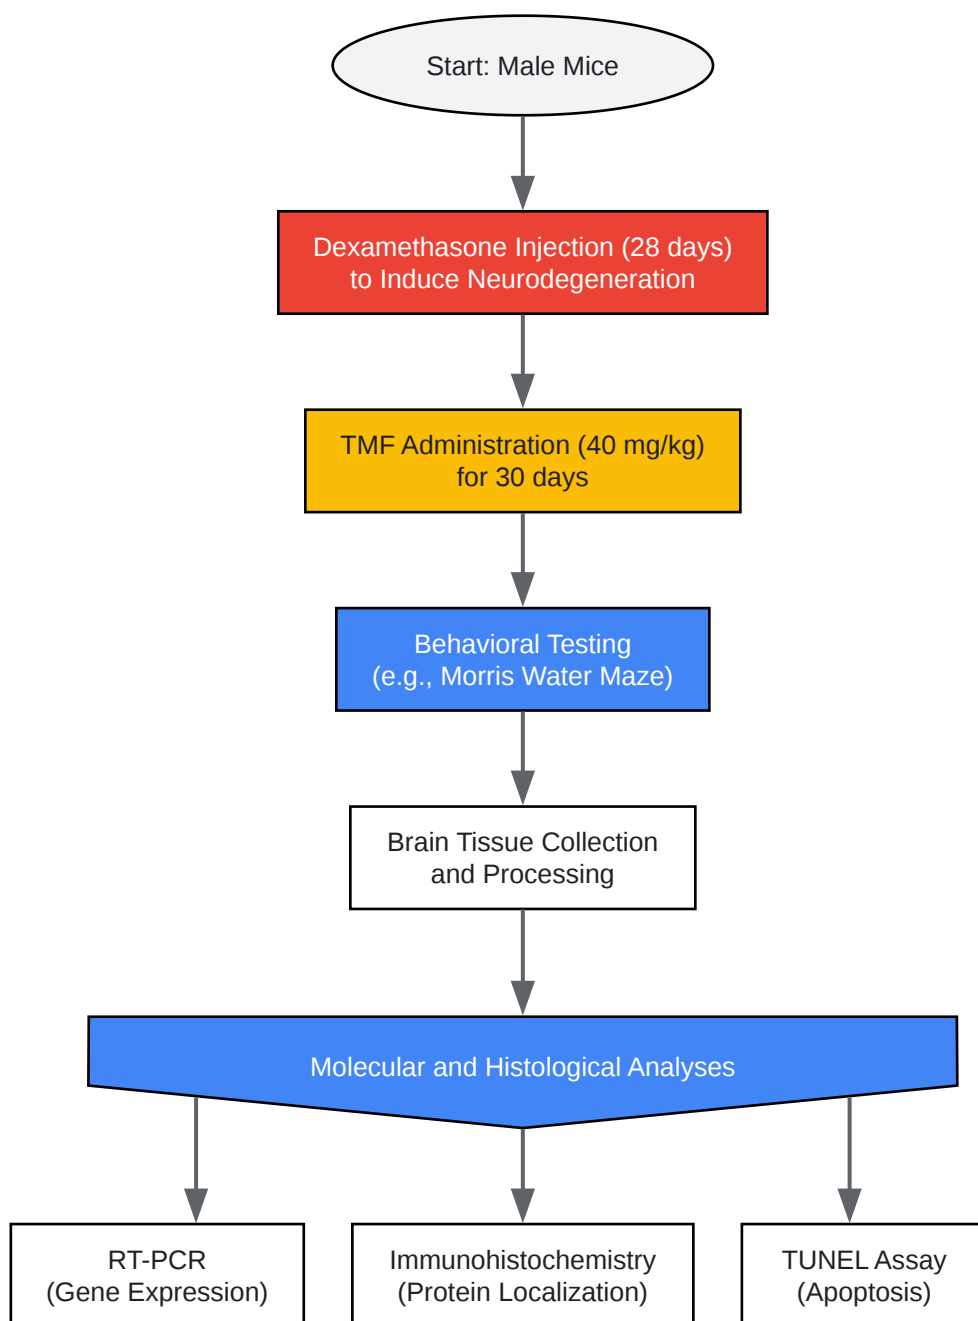 Start: Male Mice
Dexamethasone Injection (28 days)
to Induce Neurodegeneration
TMF Administration (40 mg/kg)
for 30 days
Behavioral Testing
(e.g., Morris Water Maze)
Brain Tissue Collection
and Processing
Molecular and Histological Analyses
RT-PCR
(Gene Expression)
Immunohistochemistry
(Protein Localization)
TUNEL Assay
(Apoptosis)